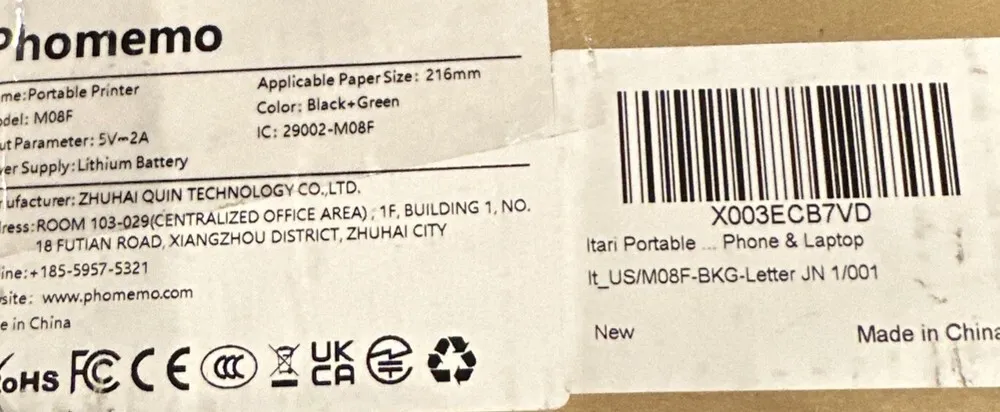 Phomemo
me:Portable Printer
Applicable Paper Size: 216mm
odel: M08F
Color: Black+Green
ut Parameter: 5V⎓2A
IC: 29002-M08F
er Supply:Lithium Battery
ufacturer: ZHUHAI QUIN TECHNOLOGY CO.,LTD.
ress:ROOM 103-029(CENTRALIZED OFFICE AREA) , 1F, BUILDING 1, NO.
18 FUTIAN ROAD, XIANGZHOU DISTRICT, ZHUHAI CITY
ine:+185-5957-5321
site: www.phomemo.com
e in China
RoHS FC CE CCC UK
CA
X003ECB7VD
Itari Portable ... Phone & Laptop
lt_US/M08F-BKG-Letter JN 1/001
New
Made in China